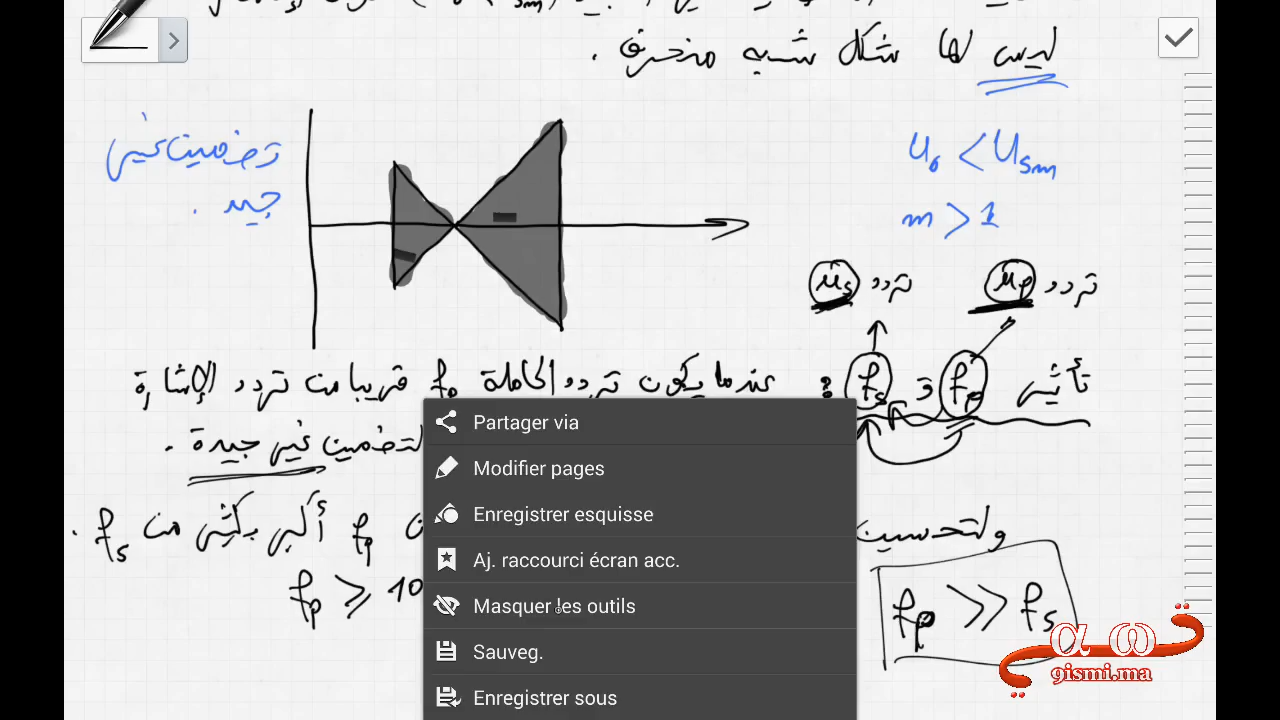 ليس لها شكل شبه منحرف .
تضمين غير
جيد .
U₀ < Usm
m > 1
تردد up تردد us
تأثير fp و fs : عندما يكون تردد الحاملة fp قريبا من تردد الإشارة
التضمين غير جيدة .
ولتحسين
fp أكبر بكثير من fs .
fp ⩾ 10
fp >> fs
Partager via
Modifier pages
Enregistrer esquisse
Aj. raccourci écran acc.
Masquer les outils
Sauveg.
Enregistrer sous
gismi.ma